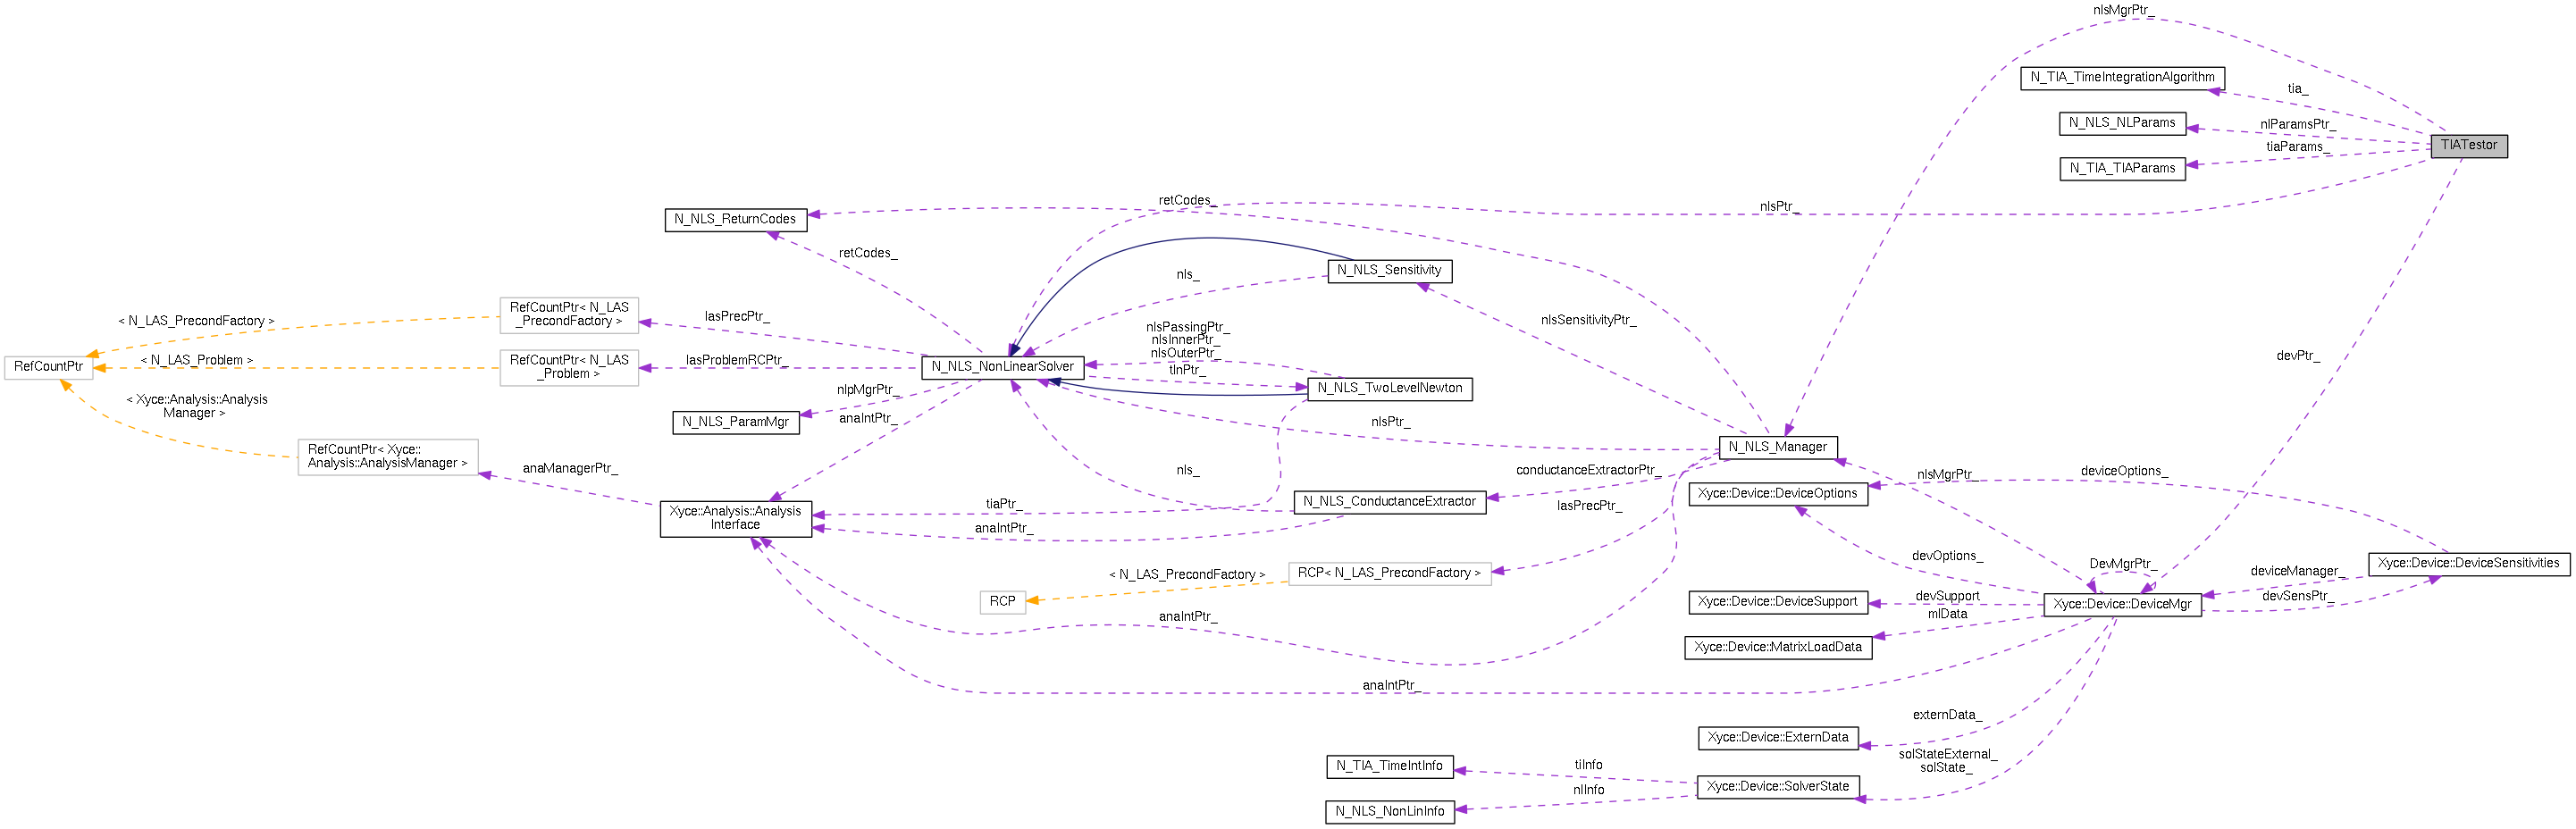 nlsMgrPtr_
N_TIA_TimeIntegrationAlgorithm
tia_
N_NLS_NLParams
nlParamsPtr_
TIATestor
tiaParams_
N_TIA_TIAParams
N_NLS_ReturnCodes
retCodes_
nlsPtr_
retCodes_
nls_
N_NLS_Sensitivity
RefCountPtr< N_LAS
_PrecondFactory >
< N_LAS_PrecondFactory >
lasPrecPtr_
nlsPassingPtr_
nlsInnerPtr_
nlsOuterPtr_
nlsSensitivityPtr_
devPtr_
RefCountPtr
< N_LAS_Problem >
RefCountPtr< N_LAS
_Problem >
lasProblemRCPtr_
N_NLS_NonLinearSolver
tlnPtr_
N_NLS_TwoLevelNewton
< Xyce::Analysis::Analysis
Manager >
nlpMgrPtr_
N_NLS_ParamMgr
anaIntPtr_
nlsPtr_
N_NLS_Manager
RefCountPtr< Xyce::
Analysis::AnalysisManager >
anaManagerPtr_
nls_
conductanceExtractorPtr_
nlsMgrPtr_
deviceOptions_
Xyce::Analysis::Analysis
Interface
tiaPtr_
anaIntPtr_
N_NLS_ConductanceExtractor
lasPrecPtr_
Xyce::Device::DeviceOptions
devOptions_
DevMgrPtr_
deviceManager_
Xyce::Device::DeviceSensitivities
< N_LAS_PrecondFactory >
RCP< N_LAS_PrecondFactory >
RCP
Xyce::Device::DeviceSupport
devSupport
Xyce::Device::DeviceMgr
devSensPtr_
mlData
anaIntPtr_
Xyce::Device::MatrixLoadData
anaIntPtr_
externData_
Xyce::Device::ExternData
solStateExternal_
solState_
N_TIA_TimeIntInfo
tiInfo
Xyce::Device::SolverState
nlInfo
N_NLS_NonLinInfo